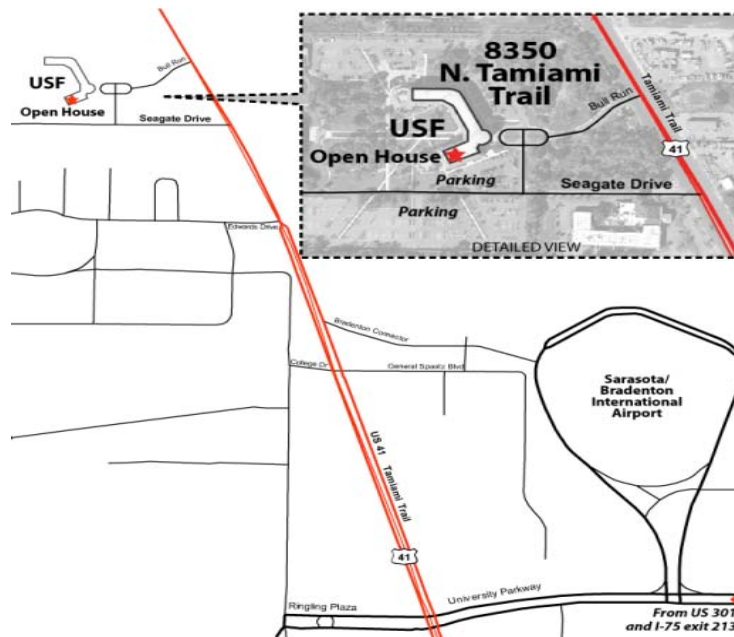 USF
Open House
Bull Run
Seagate Drive
8350
N. Tamiami
Trail
USF
Open House
Bull Run
Tamiami Trail
41
Parking
Seagate Drive
Parking
DETAILED VIEW
Edwards Drive
Bradenton Connector
College Dr
General Spaatz Blvd
Sarasota/
Bradenton
International
Airport
US 41 Tamiami Trail
41
University Parkway
Ringling Plaza
From US 301
and I-75 exit 213